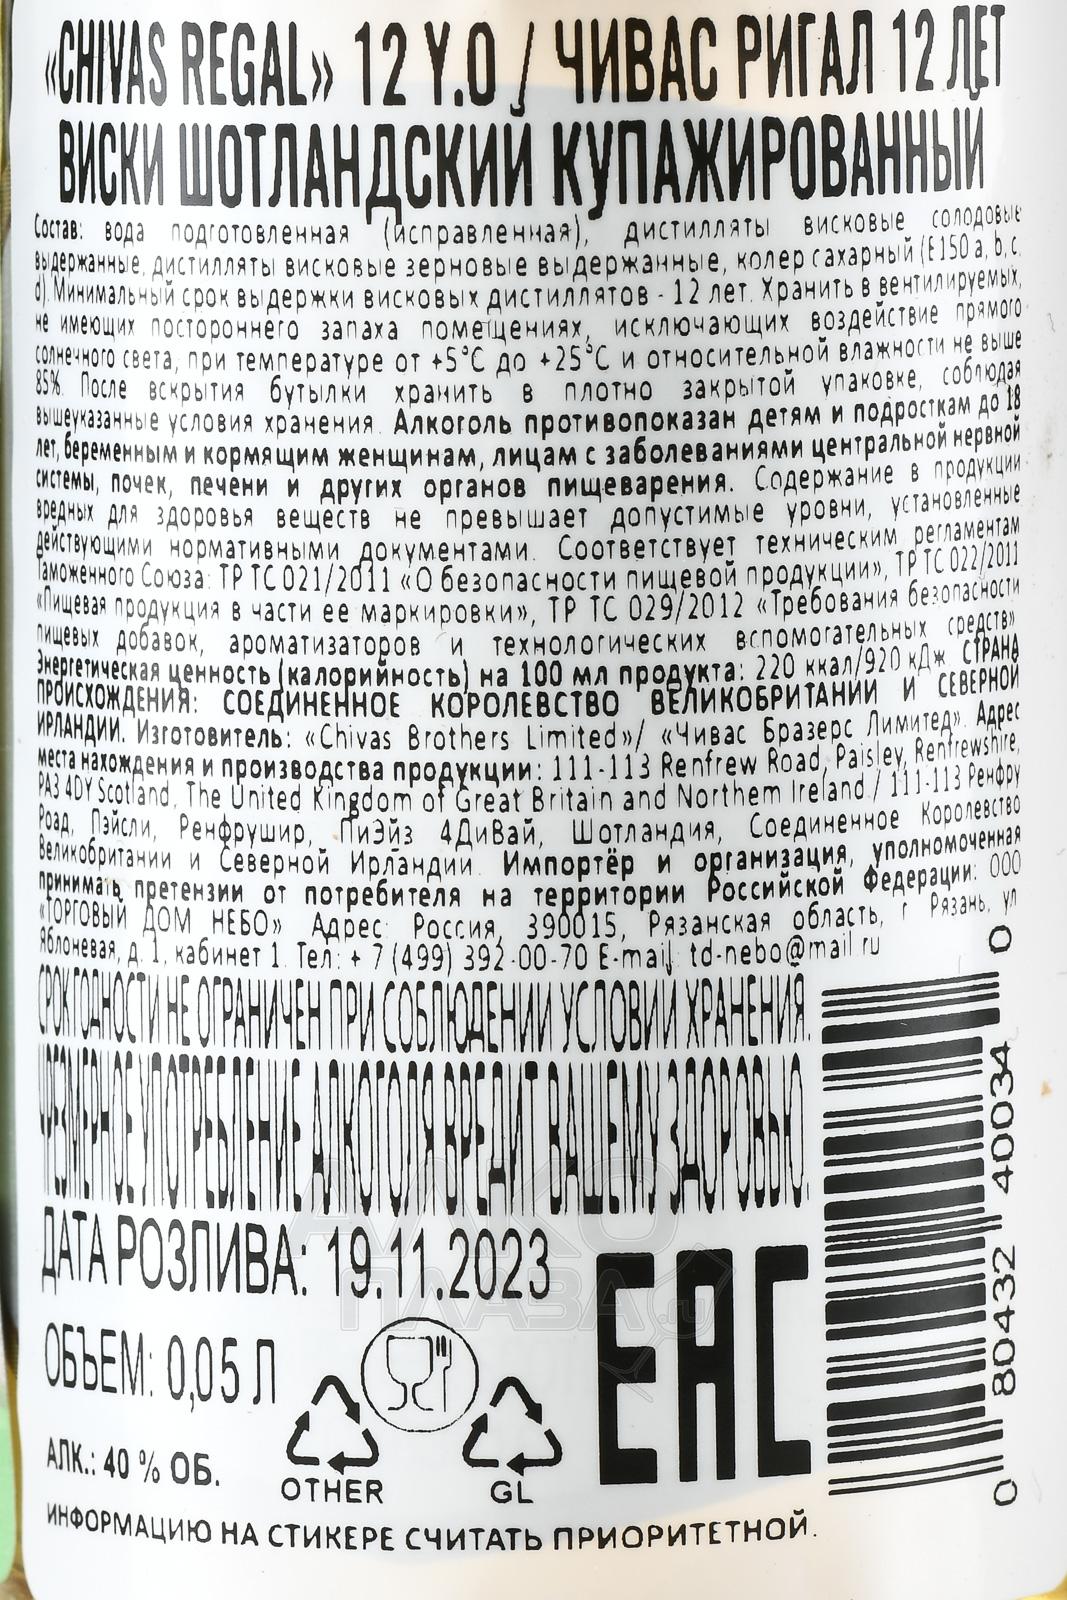 «CHIVAS REGAL» 12 Y.O / ЧИВАС РИГАЛ 12 ЛЕТ
ВИСКИ ШОТЛАНДСКИЙ КУПАЖИРОВАННЫЙ
Состав: вода подготовленная (исправленная), дистилляты висковые солодовые
выдержанные, дистилляты висковые зерновые выдержанные, колер сахарный (E150 a, b, c,
d). Минимальный срок выдержки висковых дистиллятов - 12 лет. Хранить в вентилируемых,
не имеющих постороннего запаха помещениях, исключающих воздействие прямого
солнечного света, при температуре от +5°C до +25°C и относительной влажности не выше
85%. После вскрытия бутылки хранить в плотно закрытой упаковке, соблюдая
вышеуказанные условия хранения. Алкоголь противопоказан детям и подросткам до 18
лет, беременным и кормящим женщинам, лицам с заболеваниями центральной нервной
системы, почек, печени и других органов пищеварения. Содержание в продукции
вредных для здоровья веществ не превышает допустимые уровни, установленные
действующими нормативными документами. Соответствует техническим регламентам
Таможенного Союза: ТР ТС 021/2011 «О безопасности пищевой продукции», ТР ТС 022/2011
«Пищевая продукция в части ее маркировки», ТР ТС 029/2012 «Требования безопасности
пищевых добавок, ароматизаторов и технологических вспомогательных средств»
Энергетическая ценность (калорийность) на 100 мл продукта: 220 ккал/920 кДж. СТРАНА
ПРОИСХОЖДЕНИЯ: СОЕДИНЕННОЕ КОРОЛЕВСТВО ВЕЛИКОБРИТАНИИ И СЕВЕРНОЙ
ИРЛАНДИИ. Изготовитель: «Chivas Brothers Limited»/ «Чивас Бразерс Лимитед». Адрес
места нахождения и производства продукции: 111-113 Renfrew Road, Paisley, Renfrewshire,
PA3 4DY Scotland, The United Kingdom of Great Britain and Northern Ireland / 111-113 Ренфру
Роад, Пэйсли, Ренфрушир, ПиЭйз 4ДиВай, Шотландия, Соединенное Королевство
Великобритании и Северной Ирландии. Импортёр и организация, уполномоченная
принимать претензии от потребителя на территории Российской Федерации: ООО
«ТОРГОВЫЙ ДОМ НЕБО» Адрес: Россия, 390015, Рязанская область, г Рязань, ул
Яблоневая, д. 1, кабинет 1. Тел: + 7 (499) 392-00-70 E-mail: td-nebo@mail.ru
СРОК ГОДНОСТИ НЕ ОГРАНИЧЕН ПРИ СОБЛЮДЕНИИ УСЛОВИЙ ХРАНЕНИЯ.
ЧРЕЗМЕРНОЕ УПОТРЕБЛЕНИЕ АЛКОГОЛЯ ВРЕДИТ ВАШЕМУ ЗДОРОВЬЮ.
ДАТА РОЗЛИВА: 19.11.2023
ОБЪЕМ: 0,05 Л
АЛК.: 40 % ОБ.
OTHER
GL
EAC
0 80432 40034 0
ИНФОРМАЦИЮ НА СТИКЕРЕ СЧИТАТЬ ПРИОРИТЕТНОЙ.
АЛКО
ПЛАЗА.ru